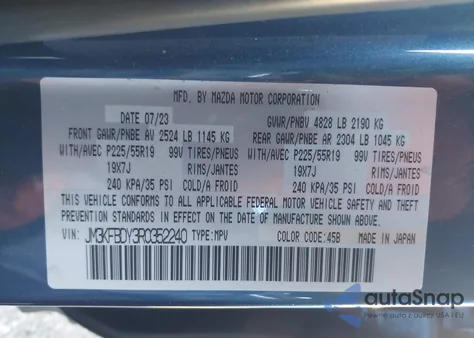 MFD. BY MAZDA MOTOR CORPORATION
DATE 07/23 GVWR/PNBV 4828 LB 2190 KG
FRONT GAWR/PNBE AV 2524 LB 1145 KG REAR GAWR/PNBE AR 2304 LB 1045 KG
WITH/AVEC P225/55R19 99V TIRES/PNEUS WITH/AVEC P225/55R19 99V TIRES/PNEUS
19X7J RIMS/JANTES 19X7J RIMS/JANTES
240 KPA/35 PSI COLD/A FROID 240 KPA/35 PSI COLD/A FROID
THIS VEHICLE CONFORMS TO ALL APPLICABLE FEDERAL MOTOR VEHICLE SAFETY AND THEFT
PREVENTION STANDARDS IN EFFECT ON THE DATE OF MANUFACTURE SHOWN ABOVE.
VIN: JM3KFBDY3R0352240 TYPE: MPV COLOR CODE: 45B MADE IN JAPAN
autoSnap
Pewne auto z aukcji USA i EU